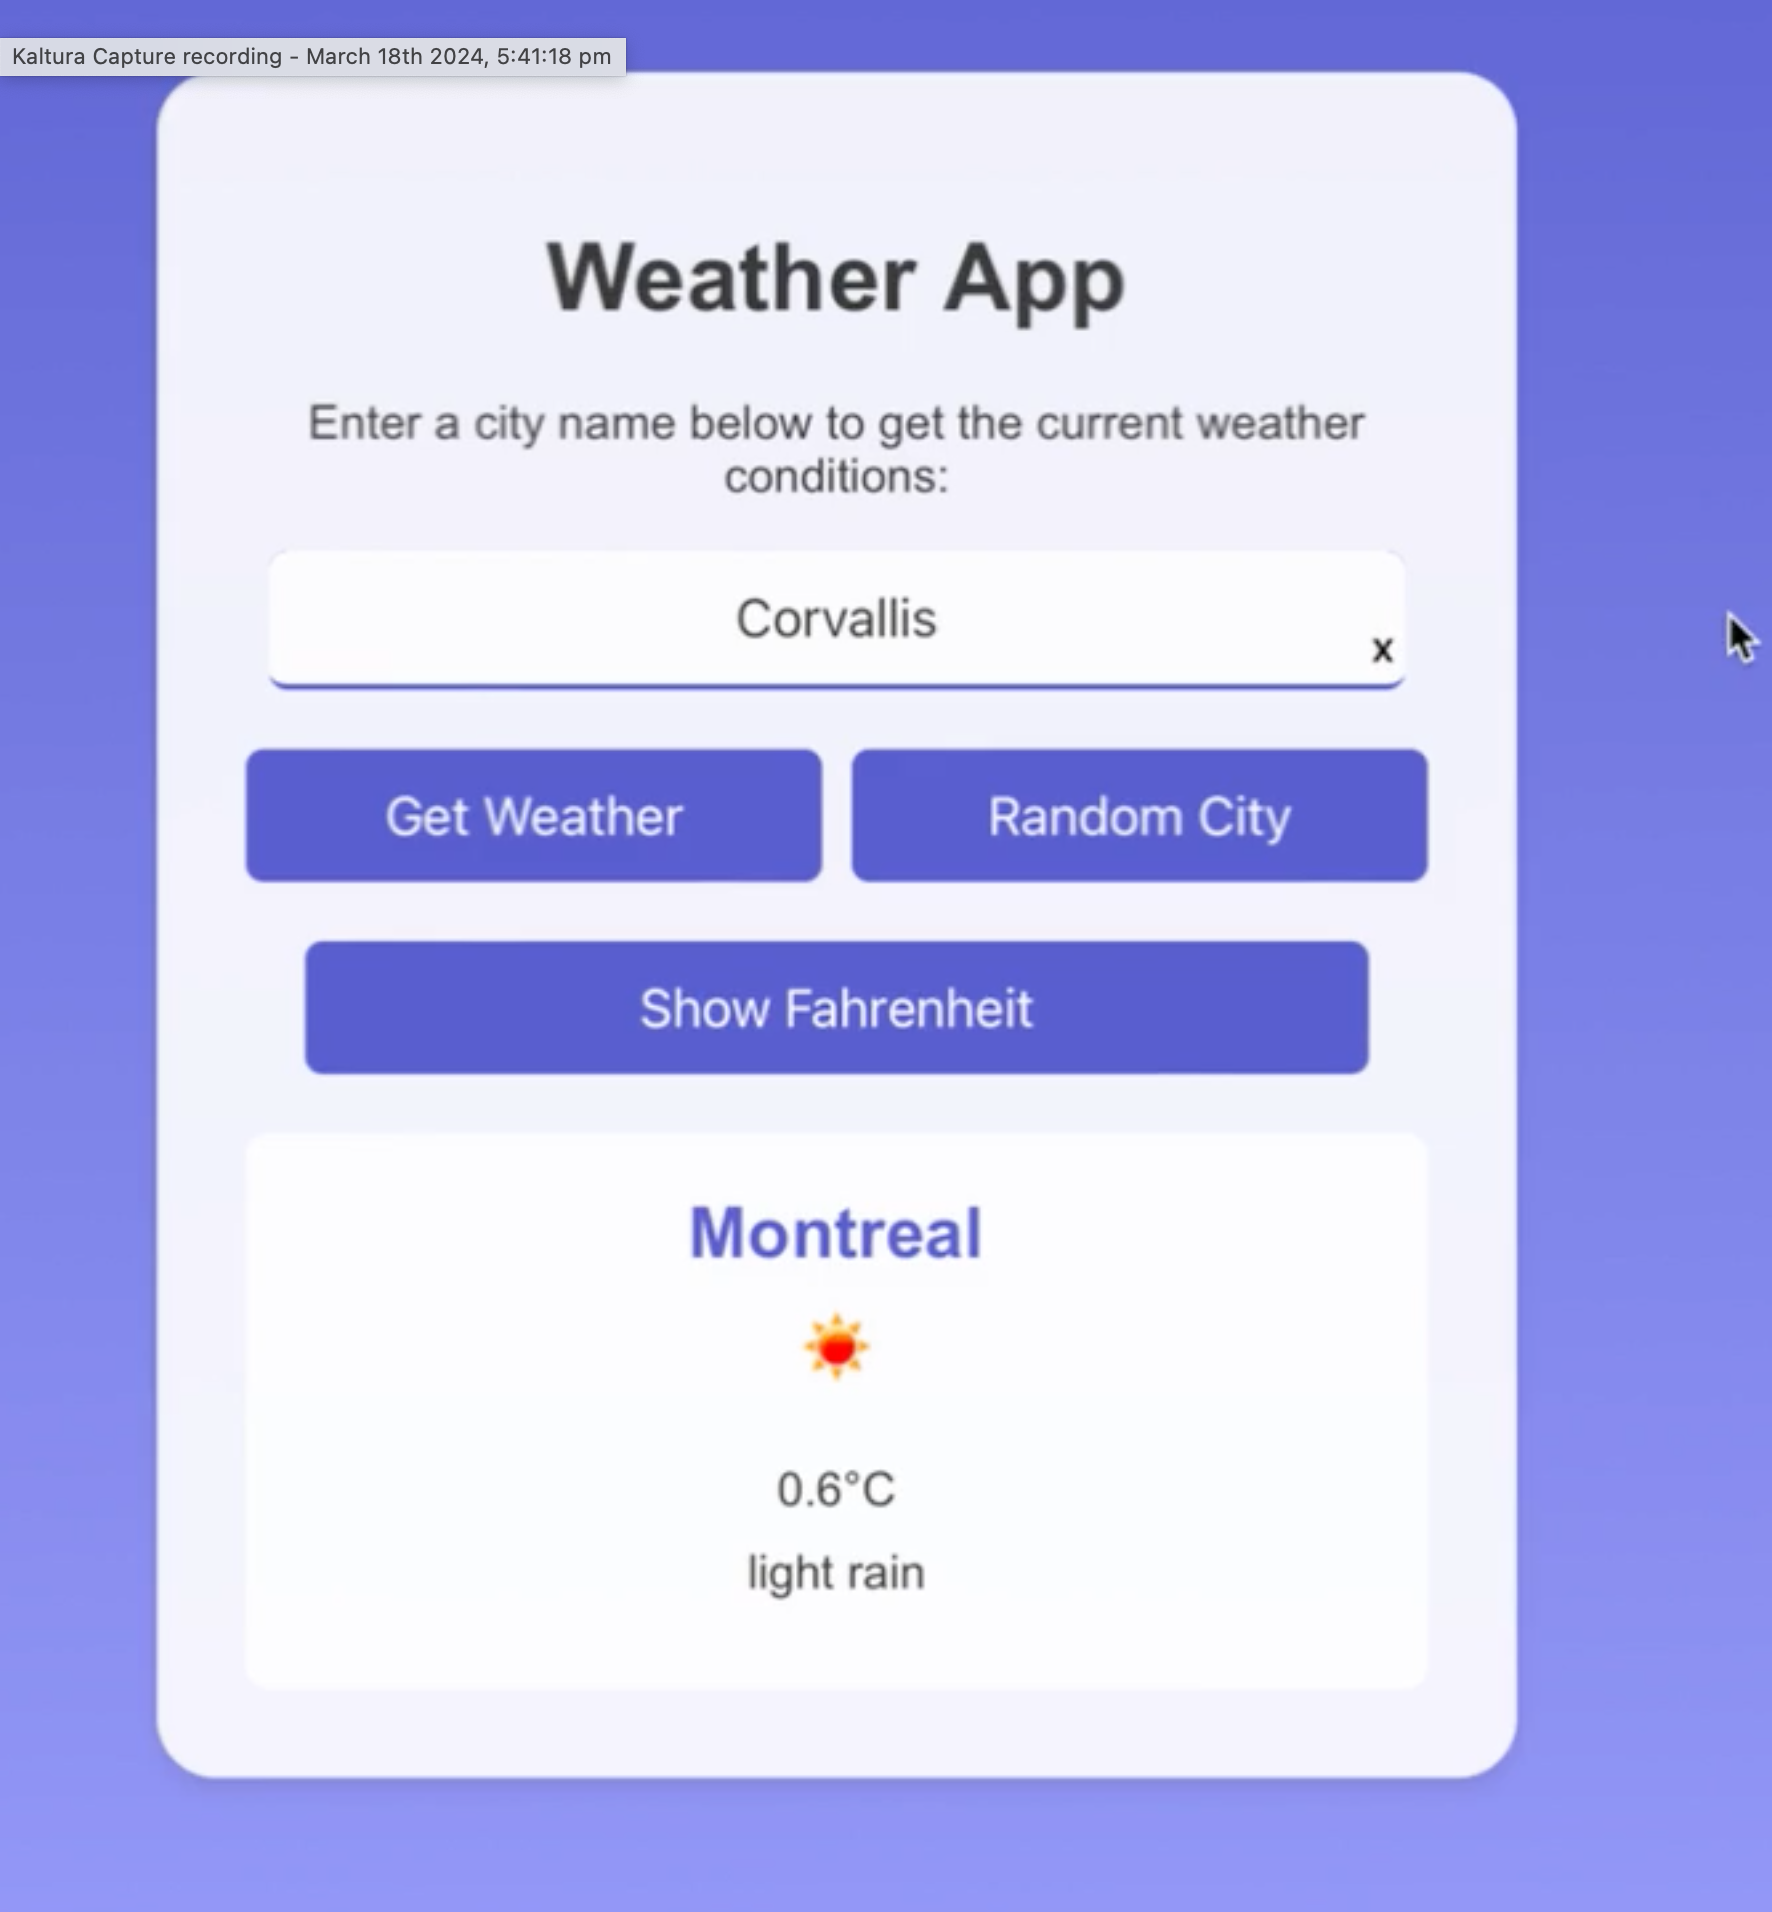 Kaltura Capture recording - March 18th 2024, 5:41:18 pm
Weather App
Enter a city name below to get the current weather
conditions:
Corvallis
x
Get Weather
Random City
Show Fahrenheit
Montreal
0.6°C
light rain